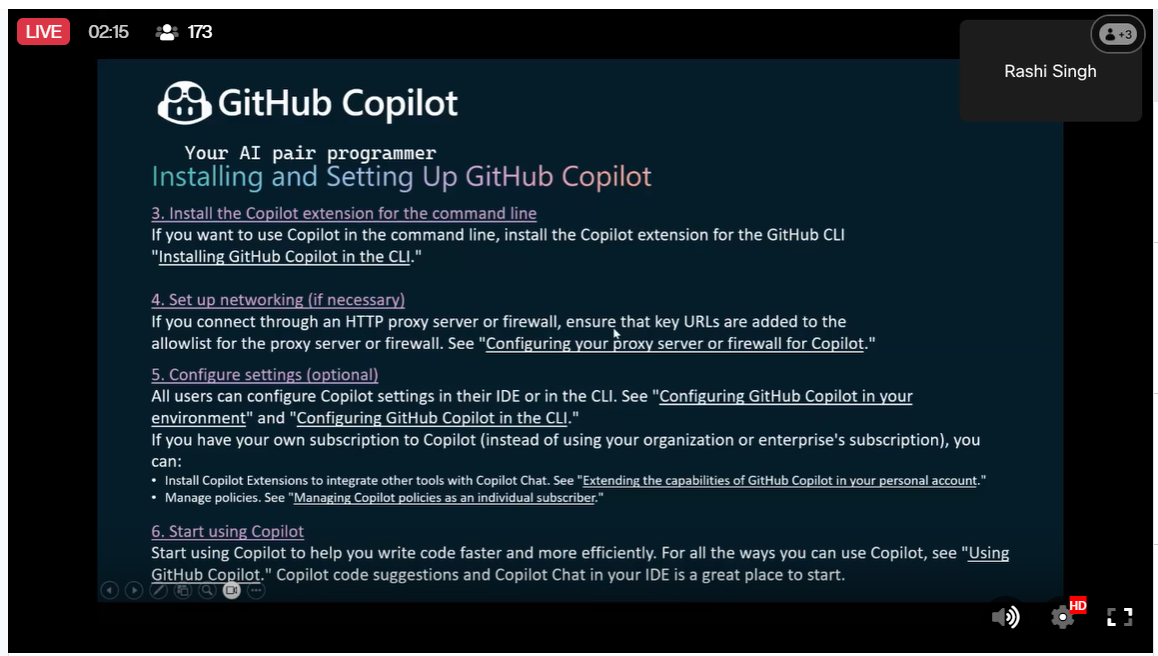 LIVE 02:15 173
+3
Rashi Singh
GitHub Copilot
Your AI pair programmer
Installing and Setting Up GitHub Copilot
3. Install the Copilot extension for the command line
If you want to use Copilot in the command line, install the Copilot extension for the GitHub CLI
"Installing GitHub Copilot in the CLI."
4. Set up networking (if necessary)
If you connect through an HTTP proxy server or firewall, ensure that key URLs are added to the
allowlist for the proxy server or firewall. See "Configuring your proxy server or firewall for Copilot."
5. Configure settings (optional)
All users can configure Copilot settings in their IDE or in the CLI. See "Configuring GitHub Copilot in your
environment" and "Configuring GitHub Copilot in the CLI."
If you have your own subscription to Copilot (instead of using your organization or enterprise's subscription), you
can:
• Install Copilot Extensions to integrate other tools with Copilot Chat. See "Extending the capabilities of GitHub Copilot in your personal account."
• Manage policies. See "Managing Copilot policies as an individual subscriber."
6. Start using Copilot
Start using Copilot to help you write code faster and more efficiently. For all the ways you can use Copilot, see "Using
GitHub Copilot." Copilot code suggestions and Copilot Chat in your IDE is a great place to start.
HD